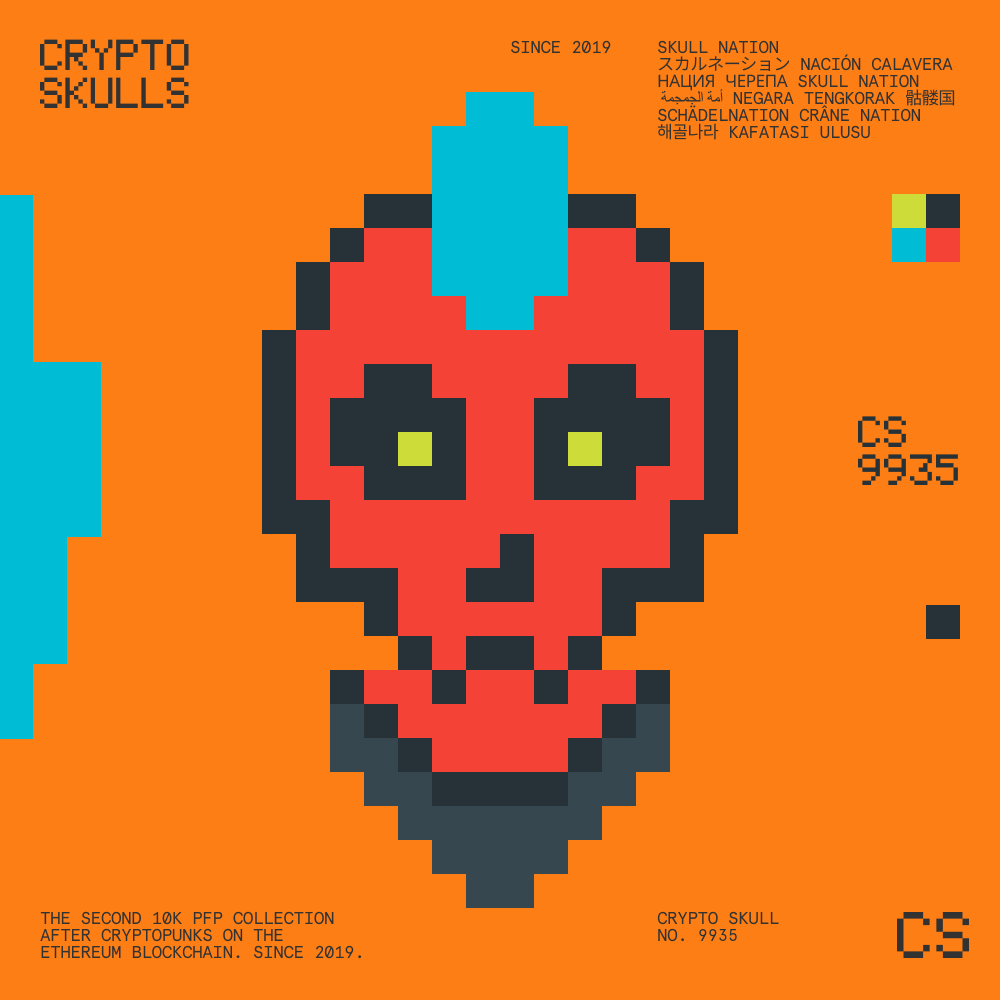 CRYPTO
SKULLS
SINCE 2019
SKULL NATION
スカルネーション NACIÓN CALAVERA
НАЦИЯ ЧЕРЕПА SKULL NATION
أمة الجمجمة NEGARA TENGKORAK 骷髅国
SCHÄDELNATION CRÂNE NATION
해골나라 KAFATASI ULUSU
CS
9935
THE SECOND 10K PFP COLLECTION
AFTER CRYPTOPUNKS ON THE
ETHEREUM BLOCKCHAIN. SINCE 2019.
CRYPTO SKULL
NO. 9935
CS